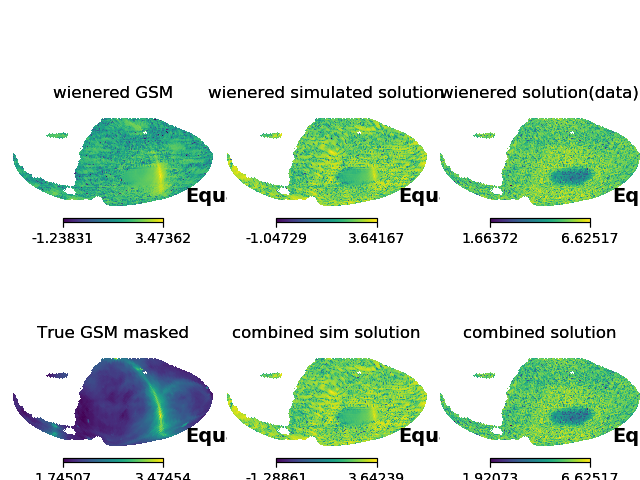 wienered GSM
wienered simulated solution
wienered solution(data)
Equ
Equ
Eq
-1.23831 3.47362
-1.04729 3.64167
1.66372 6.62517
True GSM masked
combined sim solution
combined solution
Equ
Equ
Eq
1.74507 3.47454
-1.28861 3.64239
1.92073 6.62517